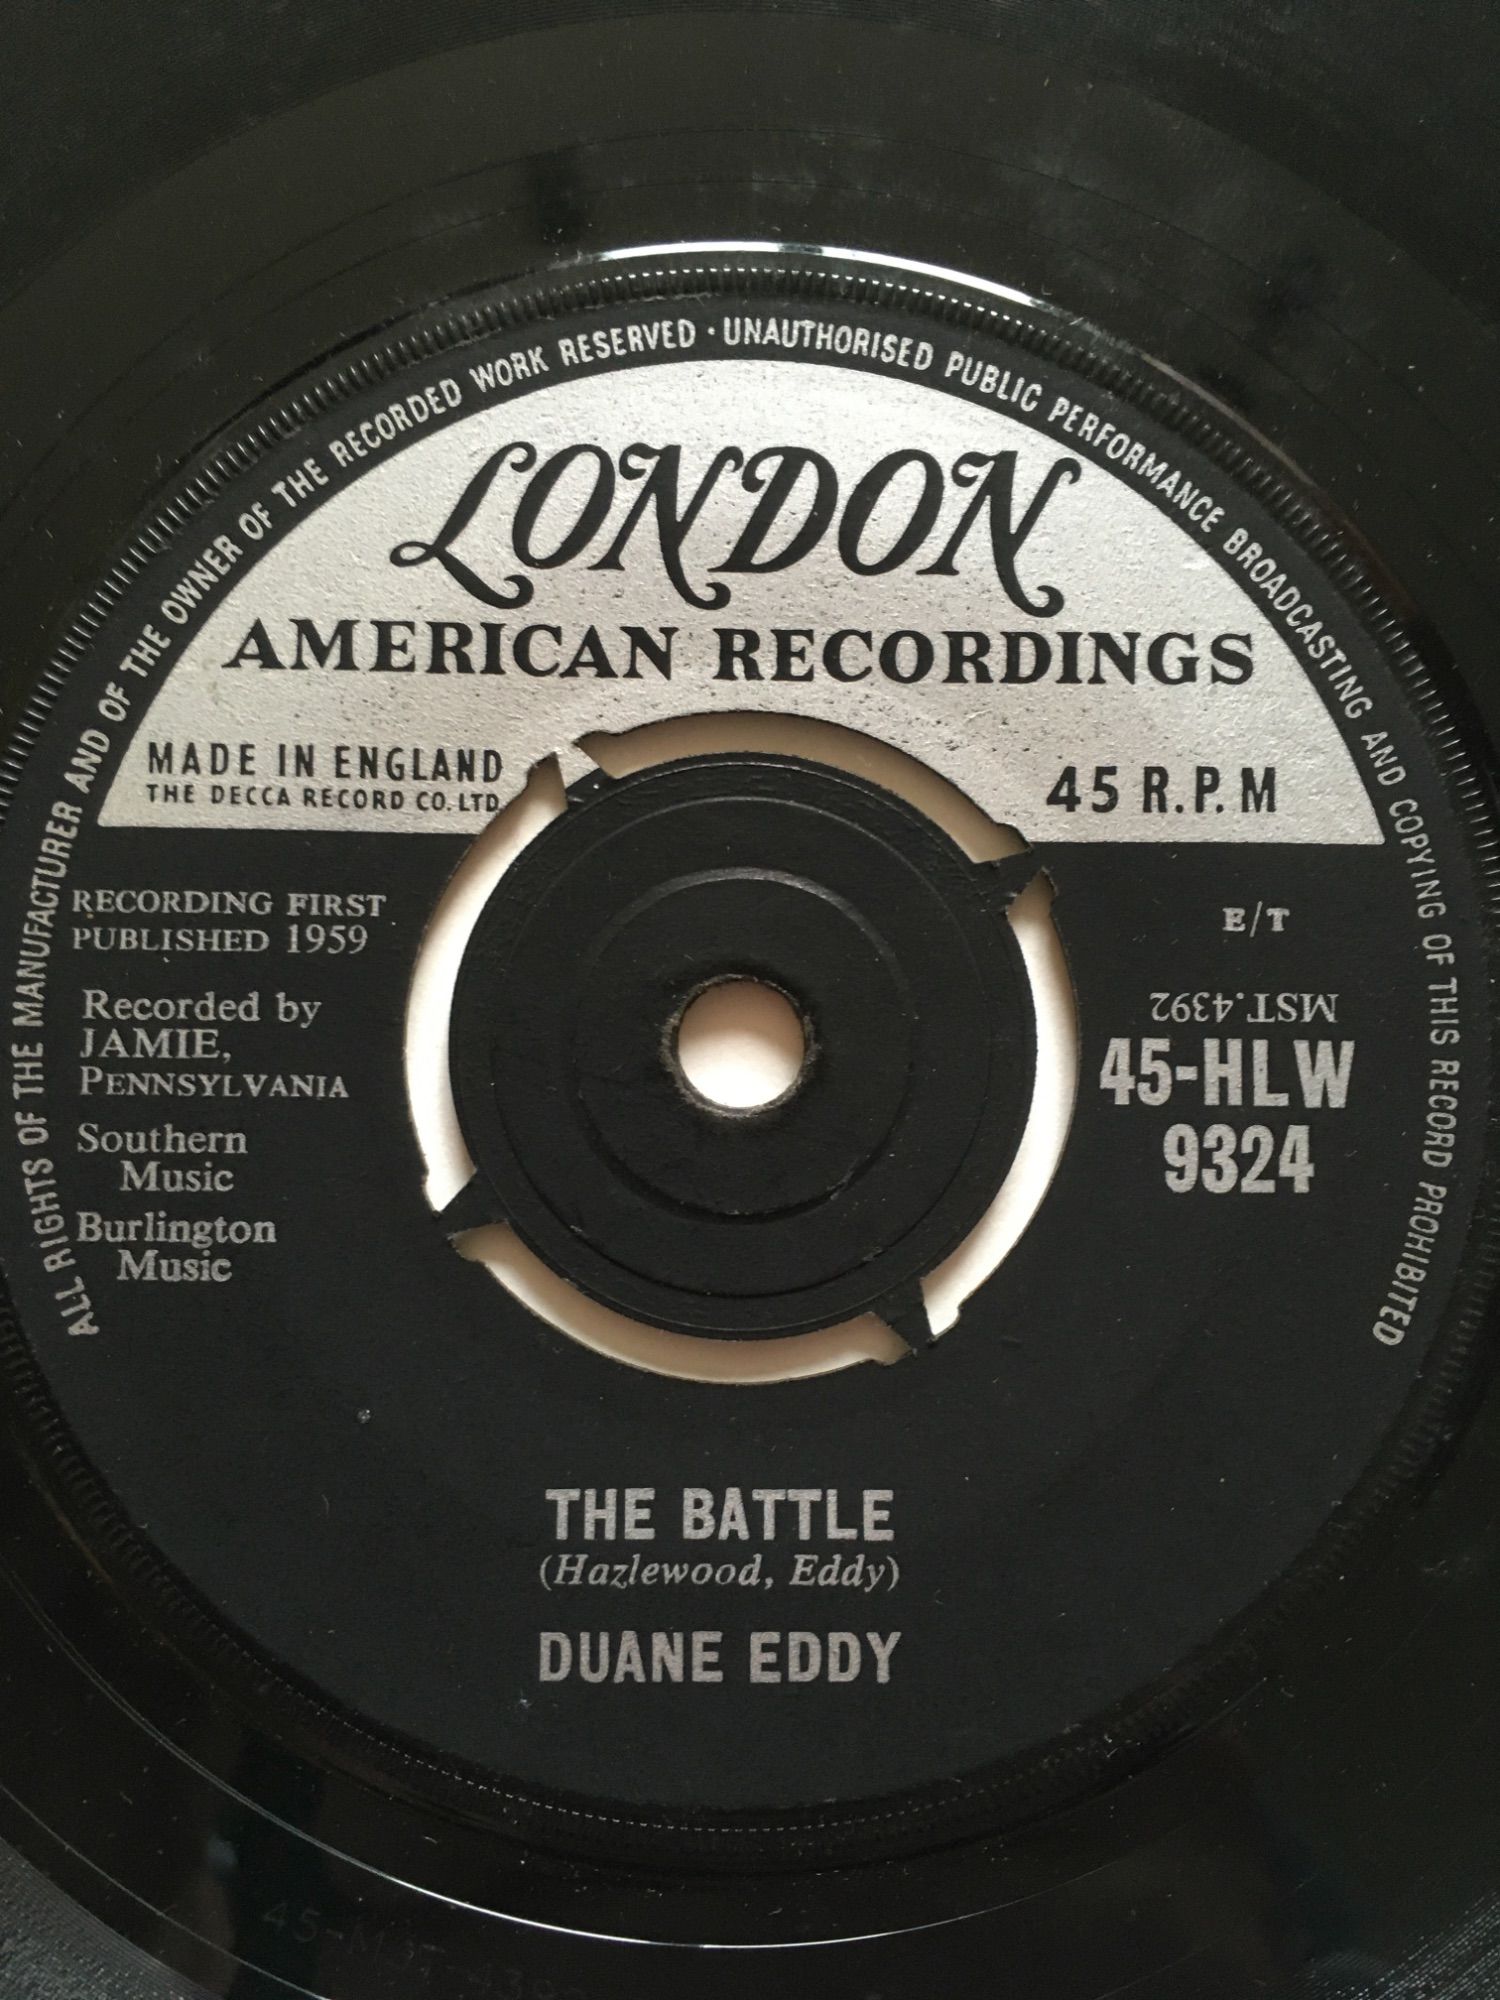 ALL RIGHTS OF THE MANUFACTURER AND OF THE OWNER OF THE RECORDED WORK RESERVED · UNAUTHORISED PUBLIC PERFORMANCE BROADCASTING AND COPYING OF THIS RECORD PROHIBITED
LONDON
AMERICAN RECORDINGS
MADE IN ENGLAND
THE DECCA RECORD CO. LTD.
45 R.P.M
RECORDING FIRST
PUBLISHED 1959
Recorded by
JAMIE,
PENNSYLVANIA
Southern
Music
Burlington
Music
E/T
MST.4392
45-HLW
9324
THE BATTLE
(Hazlewood, Eddy)
DUANE EDDY